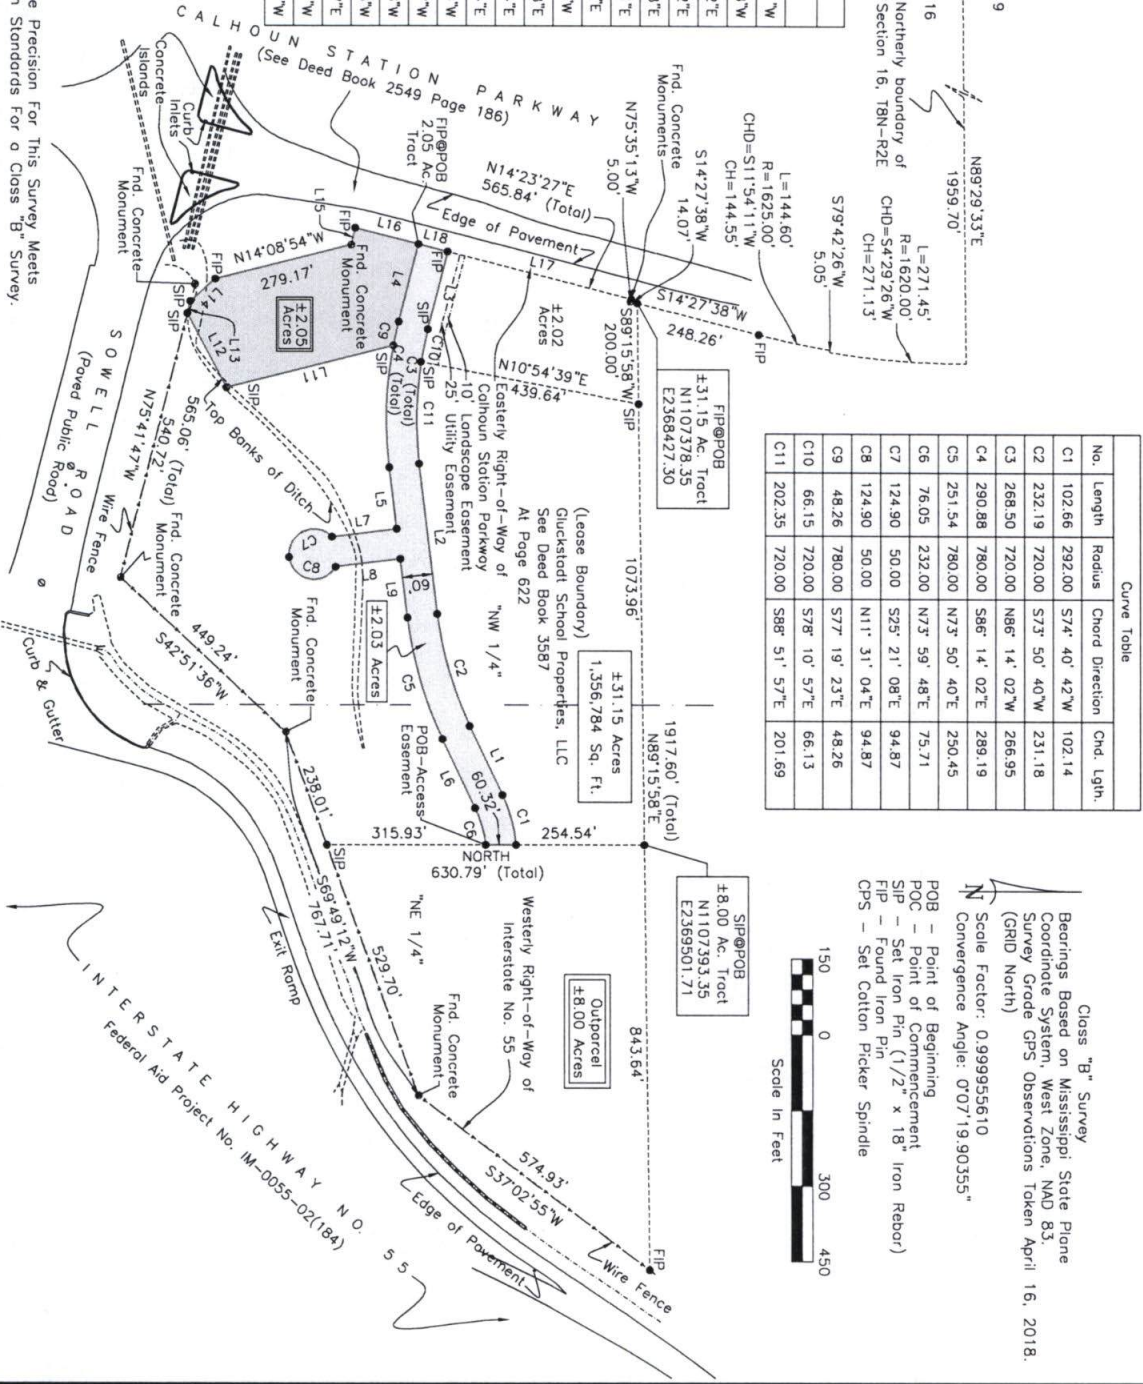 Class "B" Survey
Bearings Based on Mississippi State Plane
Coordinate System, West Zone, NAD 83.
Survey Grade GPS Observations Taken April 16, 2018.
(GRID North)
N
Scale Factor: 0.999955610
Convergence Angle: 0°07'19.90355"
POB – Point of Beginning
POC – Point of Commencement
SIP – Set Iron Pin (1/2" x 18" Iron Rebar)
FIP – Found Iron Pin
CPS – Set Cotton Picker Spindle
150 0 300 450
Scale In Feet
Curve Table
No. Length Radius Chord Direction Chd. Lgth.
C1 102.66 292.00 S74° 40' 42"W 102.14
C2 232.19 720.00 S73° 50' 40"W 231.18
C3 268.50 720.00 N86° 14' 02"W 266.95
C4 290.88 780.00 S86° 14' 02"E 289.19
C5 251.54 780.00 N73° 50' 40"E 250.45
C6 76.05 232.00 N73° 59' 48"E 75.71
C7 124.90 50.00 S25° 21' 08"E 94.87
C8 124.90 50.00 N11° 31' 04"E 94.87
C9 48.26 780.00 S77° 19' 23"E 48.26
C10 66.15 720.00 S78° 10' 57"E 66.13
C11 202.35 720.00 S88° 51' 57"E 201.69
9
16
Northerly boundary of
Section 16, T8N-R2E
N89°29'33"E
1959.70'
L=271.45'
R=1620.00'
CHD=S4°29'26"W
CH=271.13'
S79°42'26"W
5.05'
L=144.60'
R=1625.00'
CHD=S11°54'11"W
CH=144.55'
S14°27'38"W
14.07'
Fnd. Concrete
Monuments
N75°35'13"W
5.00'
FIP
S14°27'38"W
248.26'
FIP@POB
±31.15 Ac. Tract
N1107378.35
E2368427.30
S89°15'58"W
200.00'
SIP
1073.96'
1917.60' (Total)
N89°15'58"E
SIP@POB
±8.00 Ac. Tract
N1107393.35
E2369501.71
843.64'
FIP
CALHOUN STATION PARKWAY
(See Deed Book 2549 Page 186)
N14°23'27"E
565.84' (Total)
Edge of Pavement
L17
±2.02
Acres
N10°54'39"E
439.64'
FIP@POB
2.05 Ac.
Tract
L16
L18
FIP
L3
L4
SIP
C10
C9
SIP
SIP
C3 (Total)
C4 (Total)
C11
Easterly Right-of-Way of
Calhoun Station Parkway
10' Landscape Easement
25' Utility Easement
(Lease Boundary)
Gluckstadt School Properties, LLC
See Deed Book 3587
At Page 622
"NW 1/4"
±31.15 Acres
1,356,784 Sq. Ft.
L15
FIP
Fnd. Concrete
Monument
N14°08'54"W
279.17'
±2.05
Acres
L11
FIP
L14
SIP
SIP
L12
L13
SIP
Top Banks of Ditch
Concrete
Islands
Curb
Inlets
Fnd. Concrete
Monument
L5
L2
L7
C7
C8
L8
L9
60'
±2.03 Acres
C5
C2
L6
L1
60.32'
C6
C1
POB-Access
Easement
254.54'
315.93'
NORTH
630.79' (Total)
Outparcel
±8.00 Acres
"NE 1/4"
Westerly Right-of-Way of
Interstate No. 55
SIP
529.70'
S69°49'12"W
767.71'
238.01'
Fnd. Concrete
Monument
Fnd. Concrete
Monument
574.93'
S37°02'55"W
Wire Fence
Edge of Pavement
Exit Ramp
449.24'
S42°51'36"W
Fnd. Concrete
Monument
565.06' (Total)
540.72'
N75°41'47"W
Wire Fence
SOWELL ROAD
(Paved Public Road)
Curb & Gutter
INTERSTATE HIGHWAY NO. 55
Federal Aid Project No. IM-0055-02(184)
e Precision For This Survey Meets
n Standards For a Class "B" Survey.